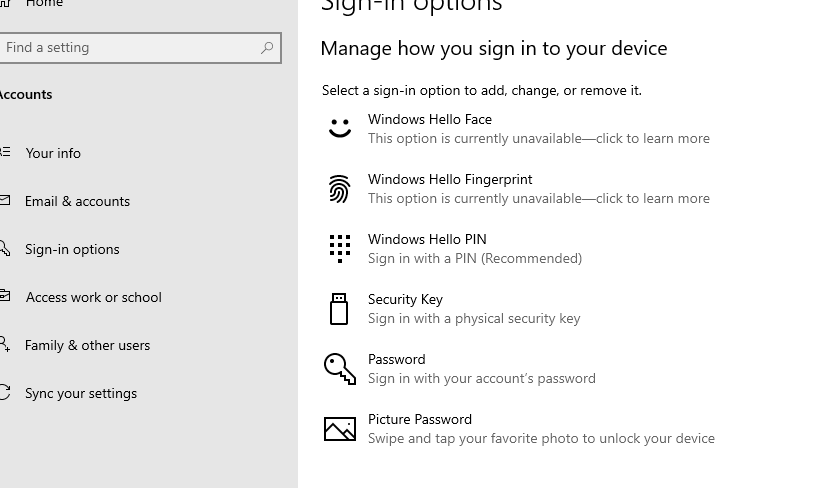 Home
Find a setting
Accounts
Your info
Email & accounts
Sign-in options
Access work or school
Family & other users
Sync your settings
Sign-in options
Manage how you sign in to your device
Select a sign-in option to add, change, or remove it.
Windows Hello Face
This option is currently unavailable—click to learn more
Windows Hello Fingerprint
This option is currently unavailable—click to learn more
Windows Hello PIN
Sign in with a PIN (Recommended)
Security Key
Sign in with a physical security key
Password
Sign in with your account’s password
Picture Password
Swipe and tap your favorite photo to unlock your device